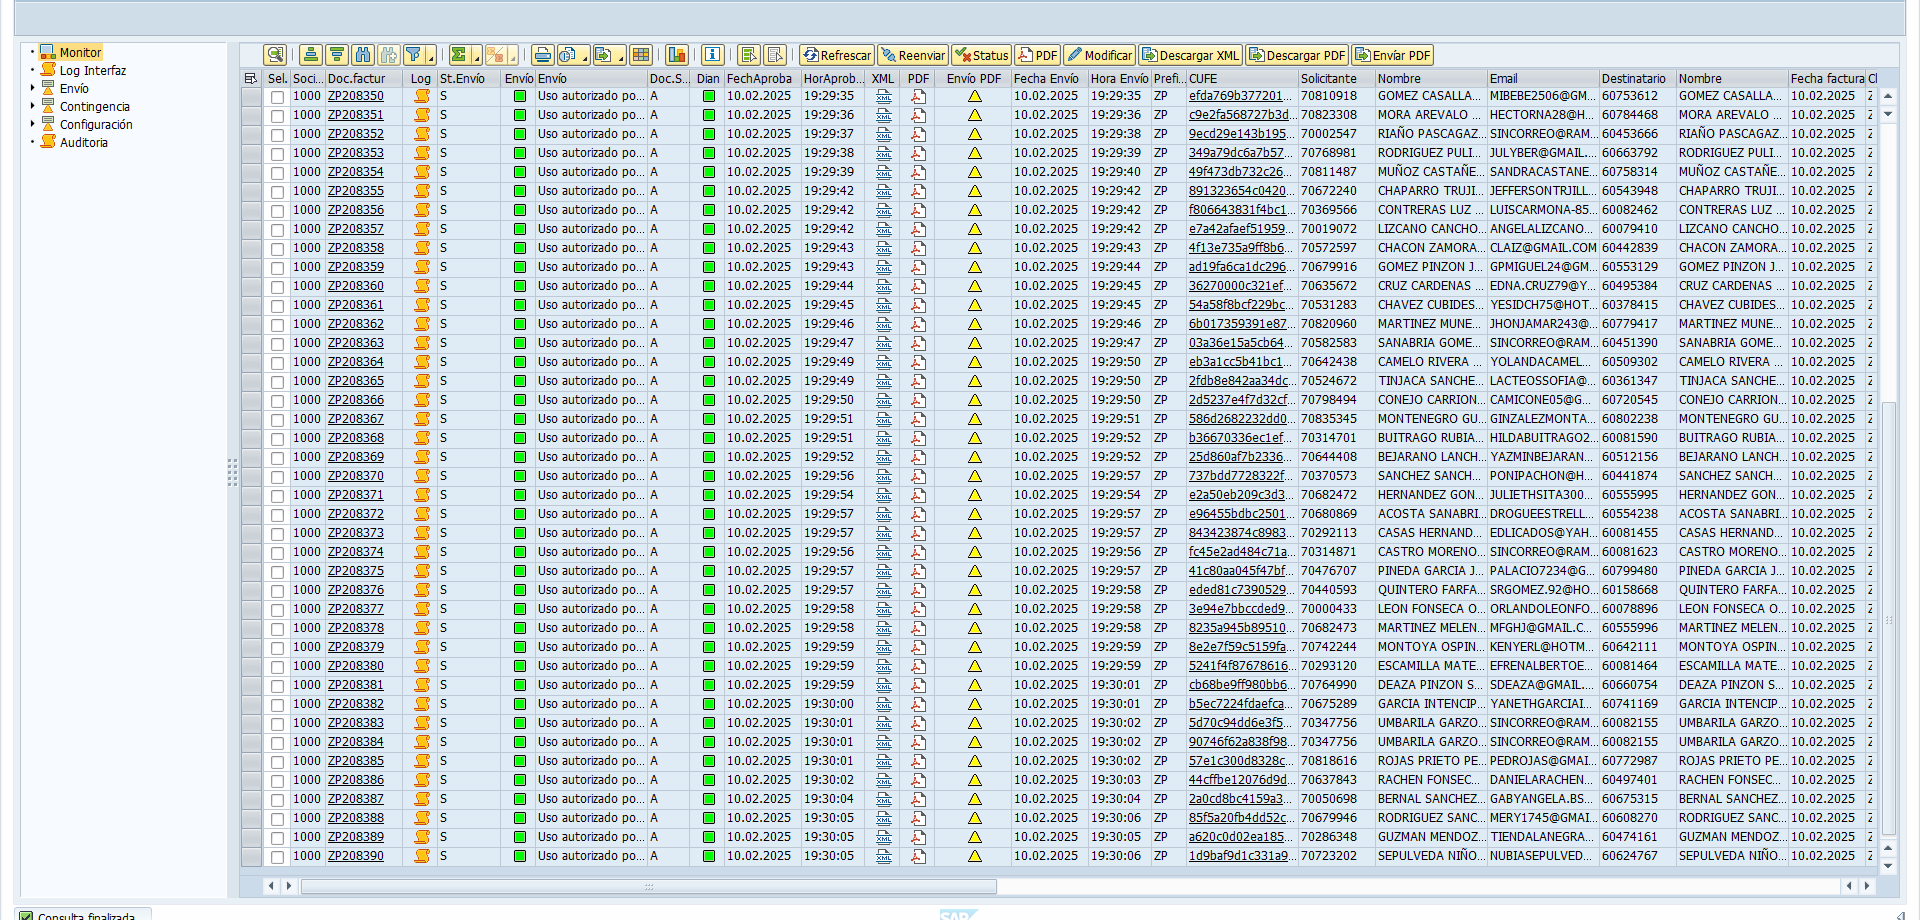 Monitor
Log Interfaz
Envío
Contingencia
Configuración
Auditoria
Refrescar Reenviar Status PDF Modificar Descargar XML Descargar PDF Envíar PDF
Sel. Soci... Doc.factur Log St.Envío Envío Envío Doc.S... Dian FechAproba HorAprob... XML PDF Envío PDF Fecha Envío Hora Envío Prefi... CUFE Solicitante Nombre Email Destinatario Nombre Fecha factura
1000 ZP208350 S Uso autorizado po... A 10.02.2025 19:29:35 10.02.2025 19:29:35 ZP efda769b377201... 70810918 GOMEZ CASALLA... MIBEBE2506@GM... 60753612 GOMEZ CASALLA... 10.02.2025 Z
1000 ZP208351 S Uso autorizado po... A 10.02.2025 19:29:36 10.02.2025 19:29:36 ZP c9e2fa568727b3d... 70823308 MORA AREVALO ... HECTORNA28@H... 60784468 MORA AREVALO ... 10.02.2025 Z
1000 ZP208352 S Uso autorizado po... A 10.02.2025 19:29:37 10.02.2025 19:29:38 ZP 9ecd29e143b195... 70002547 RIAÑO PASCAGAZ... SINCORREO@RAM... 60453666 RIAÑO PASCAGAZ... 10.02.2025 Z
1000 ZP208353 S Uso autorizado po... A 10.02.2025 19:29:38 10.02.2025 19:29:39 ZP 349a79dc6a7b57... 70768981 RODRIGUEZ PULI... JULYBER@GMAIL.... 60663792 RODRIGUEZ PULI... 10.02.2025 Z
1000 ZP208354 S Uso autorizado po... A 10.02.2025 19:29:39 10.02.2025 19:29:40 ZP 49f473db732c26... 70811487 MUÑOZ CASTAÑE... SANDRACASTANE... 60758314 MUÑOZ CASTAÑE... 10.02.2025 Z
1000 ZP208355 S Uso autorizado po... A 10.02.2025 19:29:42 10.02.2025 19:29:42 ZP 891323654c0420... 70672240 CHAPARRO TRUJI... JEFFERSONTRJILL... 60543948 CHAPARRO TRUJI... 10.02.2025 Z
1000 ZP208356 S Uso autorizado po... A 10.02.2025 19:29:42 10.02.2025 19:29:42 ZP f806643831f4bc1... 70369566 CONTRERAS LUZ ... LUISCARMONA-85... 60082462 CONTRERAS LUZ ... 10.02.2025 Z
1000 ZP208357 S Uso autorizado po... A 10.02.2025 19:29:42 10.02.2025 19:29:42 ZP e7a42afaef51959... 70019072 LIZCANO CANCHO... ANGELALIZCANO... 60079410 LIZCANO CANCHO... 10.02.2025 Z
1000 ZP208358 S Uso autorizado po... A 10.02.2025 19:29:43 10.02.2025 19:29:43 ZP 4f13e735a9ff8b6... 70572597 CHACON ZAMORA... CLAIZ@GMAIL.COM 60442839 CHACON ZAMORA... 10.02.2025 Z
1000 ZP208359 S Uso autorizado po... A 10.02.2025 19:29:43 10.02.2025 19:29:44 ZP ad19fa6ca1dc296... 70679916 GOMEZ PINZON J... GPMIGUEL24@GM... 60553129 GOMEZ PINZON J... 10.02.2025 Z
1000 ZP208360 S Uso autorizado po... A 10.02.2025 19:29:44 10.02.2025 19:29:45 ZP 36270000c321ef... 70635672 CRUZ CARDENAS ... EDNA.CRUZ79@Y... 60495384 CRUZ CARDENAS ... 10.02.2025 Z
1000 ZP208361 S Uso autorizado po... A 10.02.2025 19:29:45 10.02.2025 19:29:45 ZP 54a58f8bcf229bc... 70531283 CHAVEZ CUBIDES... YESIDCH75@HOT... 60378415 CHAVEZ CUBIDES... 10.02.2025 Z
1000 ZP208362 S Uso autorizado po... A 10.02.2025 19:29:46 10.02.2025 19:29:46 ZP 6b017359391e87... 70820960 MARTINEZ MUNE... JHONJAMAR243@... 60779417 MARTINEZ MUNE... 10.02.2025 Z
1000 ZP208363 S Uso autorizado po... A 10.02.2025 19:29:47 10.02.2025 19:29:47 ZP 03a36e15a5cb64... 70582583 SANABRIA GOME... SINCORREO@RAM... 60451390 SANABRIA GOME... 10.02.2025 Z
1000 ZP208364 S Uso autorizado po... A 10.02.2025 19:29:49 10.02.2025 19:29:50 ZP eb3a1cc5b41bc1... 70642438 CAMELO RIVERA ... YOLANDACAMEL... 60509302 CAMELO RIVERA ... 10.02.2025 Z
1000 ZP208365 S Uso autorizado po... A 10.02.2025 19:29:49 10.02.2025 19:29:50 ZP 2fdb8e842aa34dc... 70524672 TINJACA SANCHE... LACTEOSSOFIA@... 60361347 TINJACA SANCHE... 10.02.2025 Z
1000 ZP208366 S Uso autorizado po... A 10.02.2025 19:29:50 10.02.2025 19:29:50 ZP 2d5237e4f7d32cf... 70798494 CONEJO CARRION... CAMICONE05@G... 60720545 CONEJO CARRION... 10.02.2025 Z
1000 ZP208367 S Uso autorizado po... A 10.02.2025 19:29:51 10.02.2025 19:29:51 ZP 586d2682232dd0... 70835345 MONTENEGRO GU... GINZALEZMONTA... 60802238 MONTENEGRO GU... 10.02.2025 Z
1000 ZP208368 S Uso autorizado po... A 10.02.2025 19:29:51 10.02.2025 19:29:52 ZP b36670336ec1ef... 70314701 BUITRAGO RUBIA... HILDABUITRAGO2... 60081590 BUITRAGO RUBIA... 10.02.2025 Z
1000 ZP208369 S Uso autorizado po... A 10.02.2025 19:29:52 10.02.2025 19:29:52 ZP 25d860af7b2336... 70644408 BEJARANO LANCH... YAZMINBEJARAN... 60512156 BEJARANO LANCH... 10.02.2025 Z
1000 ZP208370 S Uso autorizado po... A 10.02.2025 19:29:56 10.02.2025 19:29:56 ZP 737bdd7728322f... 70370573 SANCHEZ SANCH... PONIPACHON@H... 60441874 SANCHEZ SANCH... 10.02.2025 Z
1000 ZP208371 S Uso autorizado po... A 10.02.2025 19:29:54 10.02.2025 19:29:54 ZP e2a50eb209c3d3... 70682472 HERNANDEZ GON... JULIETHSITA300... 60555995 HERNANDEZ GON... 10.02.2025 Z
1000 ZP208372 S Uso autorizado po... A 10.02.2025 19:29:57 10.02.2025 19:29:57 ZP e96455bdbc2501... 70680869 ACOSTA SANABRI... DROGUEESTRELL... 60554238 ACOSTA SANABRI... 10.02.2025 Z
1000 ZP208373 S Uso autorizado po... A 10.02.2025 19:29:57 10.02.2025 19:29:57 ZP 843423874c8983... 70292113 CASAS HERNAND... EDLICADOS@YAH... 60081455 CASAS HERNAND... 10.02.2025 Z
1000 ZP208374 S Uso autorizado po... A 10.02.2025 19:29:56 10.02.2025 19:29:56 ZP fc45e2ad484c71a... 70314871 CASTRO MORENO... SINCORREO@RAM... 60081623 CASTRO MORENO... 10.02.2025 Z
1000 ZP208375 S Uso autorizado po... A 10.02.2025 19:29:57 10.02.2025 19:29:57 ZP 41c80aa045f47bf... 70476707 PINEDA GARCIA J... PALACIO7234@G... 60799480 PINEDA GARCIA J... 10.02.2025 Z
1000 ZP208376 S Uso autorizado po... A 10.02.2025 19:29:57 10.02.2025 19:29:58 ZP eded81c7390529... 70440593 QUINTERO FARFA... SRGOMEZ.92@HO... 60158668 QUINTERO FARFA... 10.02.2025 Z
1000 ZP208377 S Uso autorizado po... A 10.02.2025 19:29:58 10.02.2025 19:29:58 ZP 3e94e7bbccded9... 70000433 LEON FONSECA O... ORLANDOLEONFO... 60078896 LEON FONSECA O... 10.02.2025 Z
1000 ZP208378 S Uso autorizado po... A 10.02.2025 19:29:58 10.02.2025 19:29:58 ZP 8235a945b89510... 70682473 MARTINEZ MELEN... MFGHJ@GMAIL.C... 60555996 MARTINEZ MELEN... 10.02.2025 Z
1000 ZP208379 S Uso autorizado po... A 10.02.2025 19:29:59 10.02.2025 19:29:59 ZP 8e2e7f59c5159fa... 70742244 MONTOYA OSPIN... KENYERL@HOTM... 60642111 MONTOYA OSPIN... 10.02.2025 Z
1000 ZP208380 S Uso autorizado po... A 10.02.2025 19:29:59 10.02.2025 19:29:59 ZP 5241f4f87678616... 70293120 ESCAMILLA MATE... EFRENALBERTOE... 60081464 ESCAMILLA MATE... 10.02.2025 Z
1000 ZP208381 S Uso autorizado po... A 10.02.2025 19:29:59 10.02.2025 19:30:01 ZP cb68be9ff980bb6... 70764990 DEAZA PINZON S... SDEAZA@GMAIL.... 60660754 DEAZA PINZON S... 10.02.2025 Z
1000 ZP208382 S Uso autorizado po... A 10.02.2025 19:30:00 10.02.2025 19:30:01 ZP b5ec7224fdaefca... 70675289 GARCIA INTENCIP... YANETHGARCIAI... 60741169 GARCIA INTENCIP... 10.02.2025 Z
1000 ZP208383 S Uso autorizado po... A 10.02.2025 19:30:01 10.02.2025 19:30:02 ZP 5d70c94dd6e3f5... 70347756 UMBARILA GARZO... SINCORREO@RAM... 60082155 UMBARILA GARZO... 10.02.2025 Z
1000 ZP208384 S Uso autorizado po... A 10.02.2025 19:30:01 10.02.2025 19:30:02 ZP 90746f62a838f98... 70347756 UMBARILA GARZO... SINCORREO@RAM... 60082155 UMBARILA GARZO... 10.02.2025 Z
1000 ZP208385 S Uso autorizado po... A 10.02.2025 19:30:01 10.02.2025 19:30:02 ZP 57e1c300d8328c... 70818616 ROJAS PRIETO PE... PEDROJAS@GMAI... 60772987 ROJAS PRIETO PE... 10.02.2025 Z
1000 ZP208386 S Uso autorizado po... A 10.02.2025 19:30:02 10.02.2025 19:30:03 ZP 44cffbe12076d9d... 70637843 RACHEN FONSEC... DANIELARACHEN... 60497401 RACHEN FONSEC... 10.02.2025 Z
1000 ZP208387 S Uso autorizado po... A 10.02.2025 19:30:04 10.02.2025 19:30:04 ZP 2a0cd8bc4159a3... 70050698 BERNAL SANCHEZ... GABYANGELA.BS... 60675315 BERNAL SANCHEZ... 10.02.2025 Z
1000 ZP208388 S Uso autorizado po... A 10.02.2025 19:30:05 10.02.2025 19:30:06 ZP 85f5a20fb4dd52c... 70679946 RODRIGUEZ SANC... MERY1745@GMAI... 60608270 RODRIGUEZ SANC... 10.02.2025 Z
1000 ZP208389 S Uso autorizado po... A 10.02.2025 19:30:05 10.02.2025 19:30:05 ZP a620c0d02ea185... 70286348 GUZMAN MENDOZ... TIENDALANEGRA... 60474161 GUZMAN MENDOZ... 10.02.2025 Z
1000 ZP208390 S Uso autorizado po... A 10.02.2025 19:30:05 10.02.2025 19:30:06 ZP 1d9baf9d1c331a9... 70723202 SEPULVEDA NIÑO... NUBIASEPULVED... 60624767 SEPULVEDA NIÑO... 10.02.2025 Z
Consulta finalizada
SAP